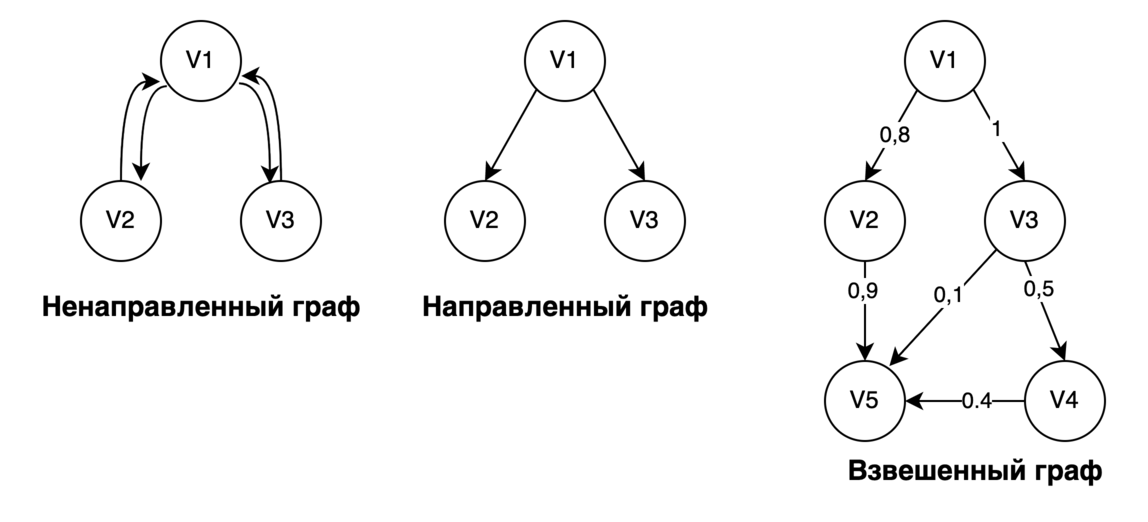 V1
V2
V3
Ненаправленный граф
V1
V2
V3
Направленный граф
V1
0,8
1
V2
V3
0,9
0,1
0,5
V5
0.4
V4
Взвешенный граф